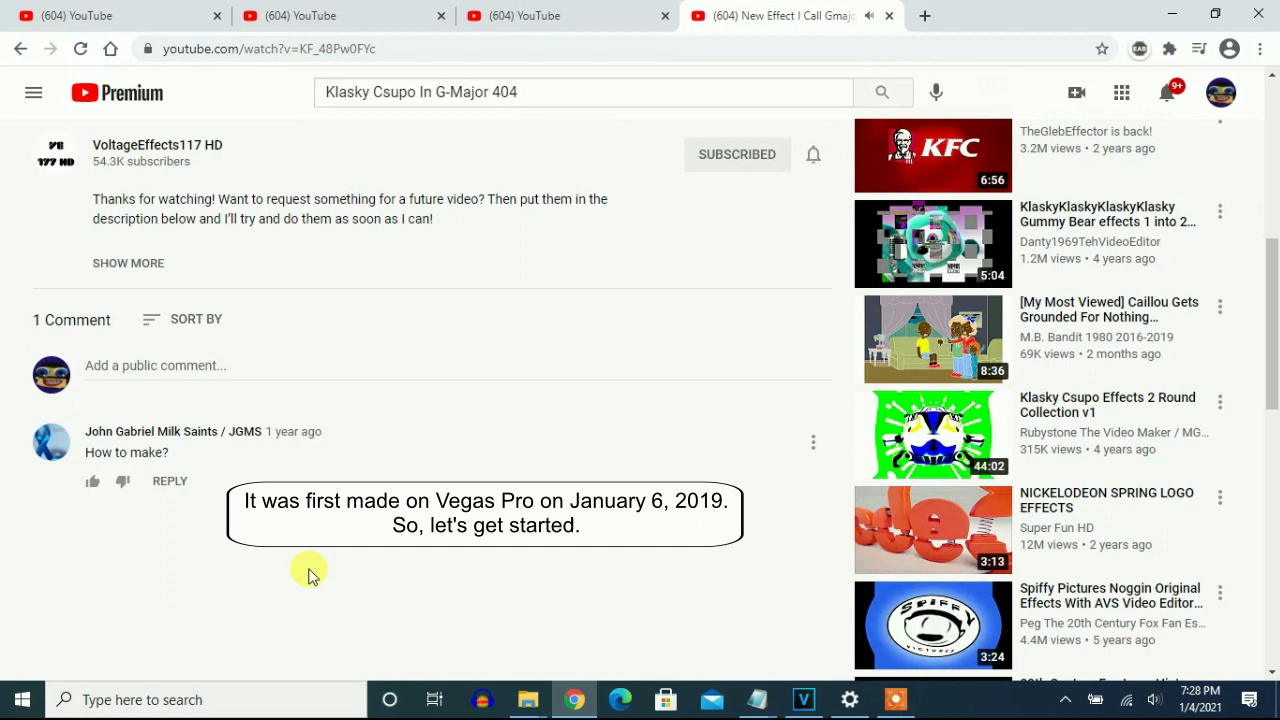 (604) YouTube
(604) YouTube
(604) YouTube
(604) New Effect I Call Gmajo
youtube.com/watch?v=KF_48Pw0FYc
EAB
Premium
Klasky Csupo In G-Major 404
9+
VE
177 HD
VoltageEffects117 HD
54.3K subscribers
SUBSCRIBED
Thanks for watching! Want to request something for a future video? Then put them in the
description below and I'll try and do them as soon as I can!
SHOW MORE
1 Comment
SORT BY
Add a public comment...
John Gabriel Milk Saints / JGMS 1 year ago
How to make?
REPLY
It was first made on Vegas Pro on January 6, 2019.
So, let's get started.
KFC
6:56
TheGlebEffector is back!
3.2M views • 2 years ago
5:04
KlaskyKlaskyKlaskyKlasky
Gummy Bear effects 1 into 2...
Danty1969TehVideoEditor
1.2M views • 4 years ago
8:36
[My Most Viewed] Caillou Gets
Grounded For Nothing...
M.B. Bandit 1980 2016-2019
69K views • 2 months ago
44:02
Klasky Csupo Effects 2 Round
Collection v1
Rubystone The Video Maker / MG...
315K views • 4 years ago
3:13
NICKELODEON SPRING LOGO
EFFECTS
Super Fun HD
12M views • 2 years ago
SPIFFY
PICTURES
3:24
Spiffy Pictures Noggin Original
Effects With AVS Video Editor...
Peg The 20th Century Fox Fan Es...
4.4M views • 5 years ago
Type here to search
V
7:28 PM
1/4/2021